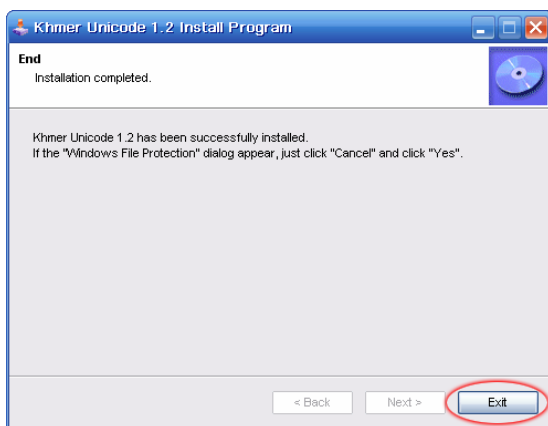 Khmer Unicode 1.2 Install Program
End
Installation completed.
Khmer Unicode 1.2 has been successfully installed.
If the "Windows File Protection" dialog appear, just click "Cancel" and click "Yes".
< Back
Next >
Exit